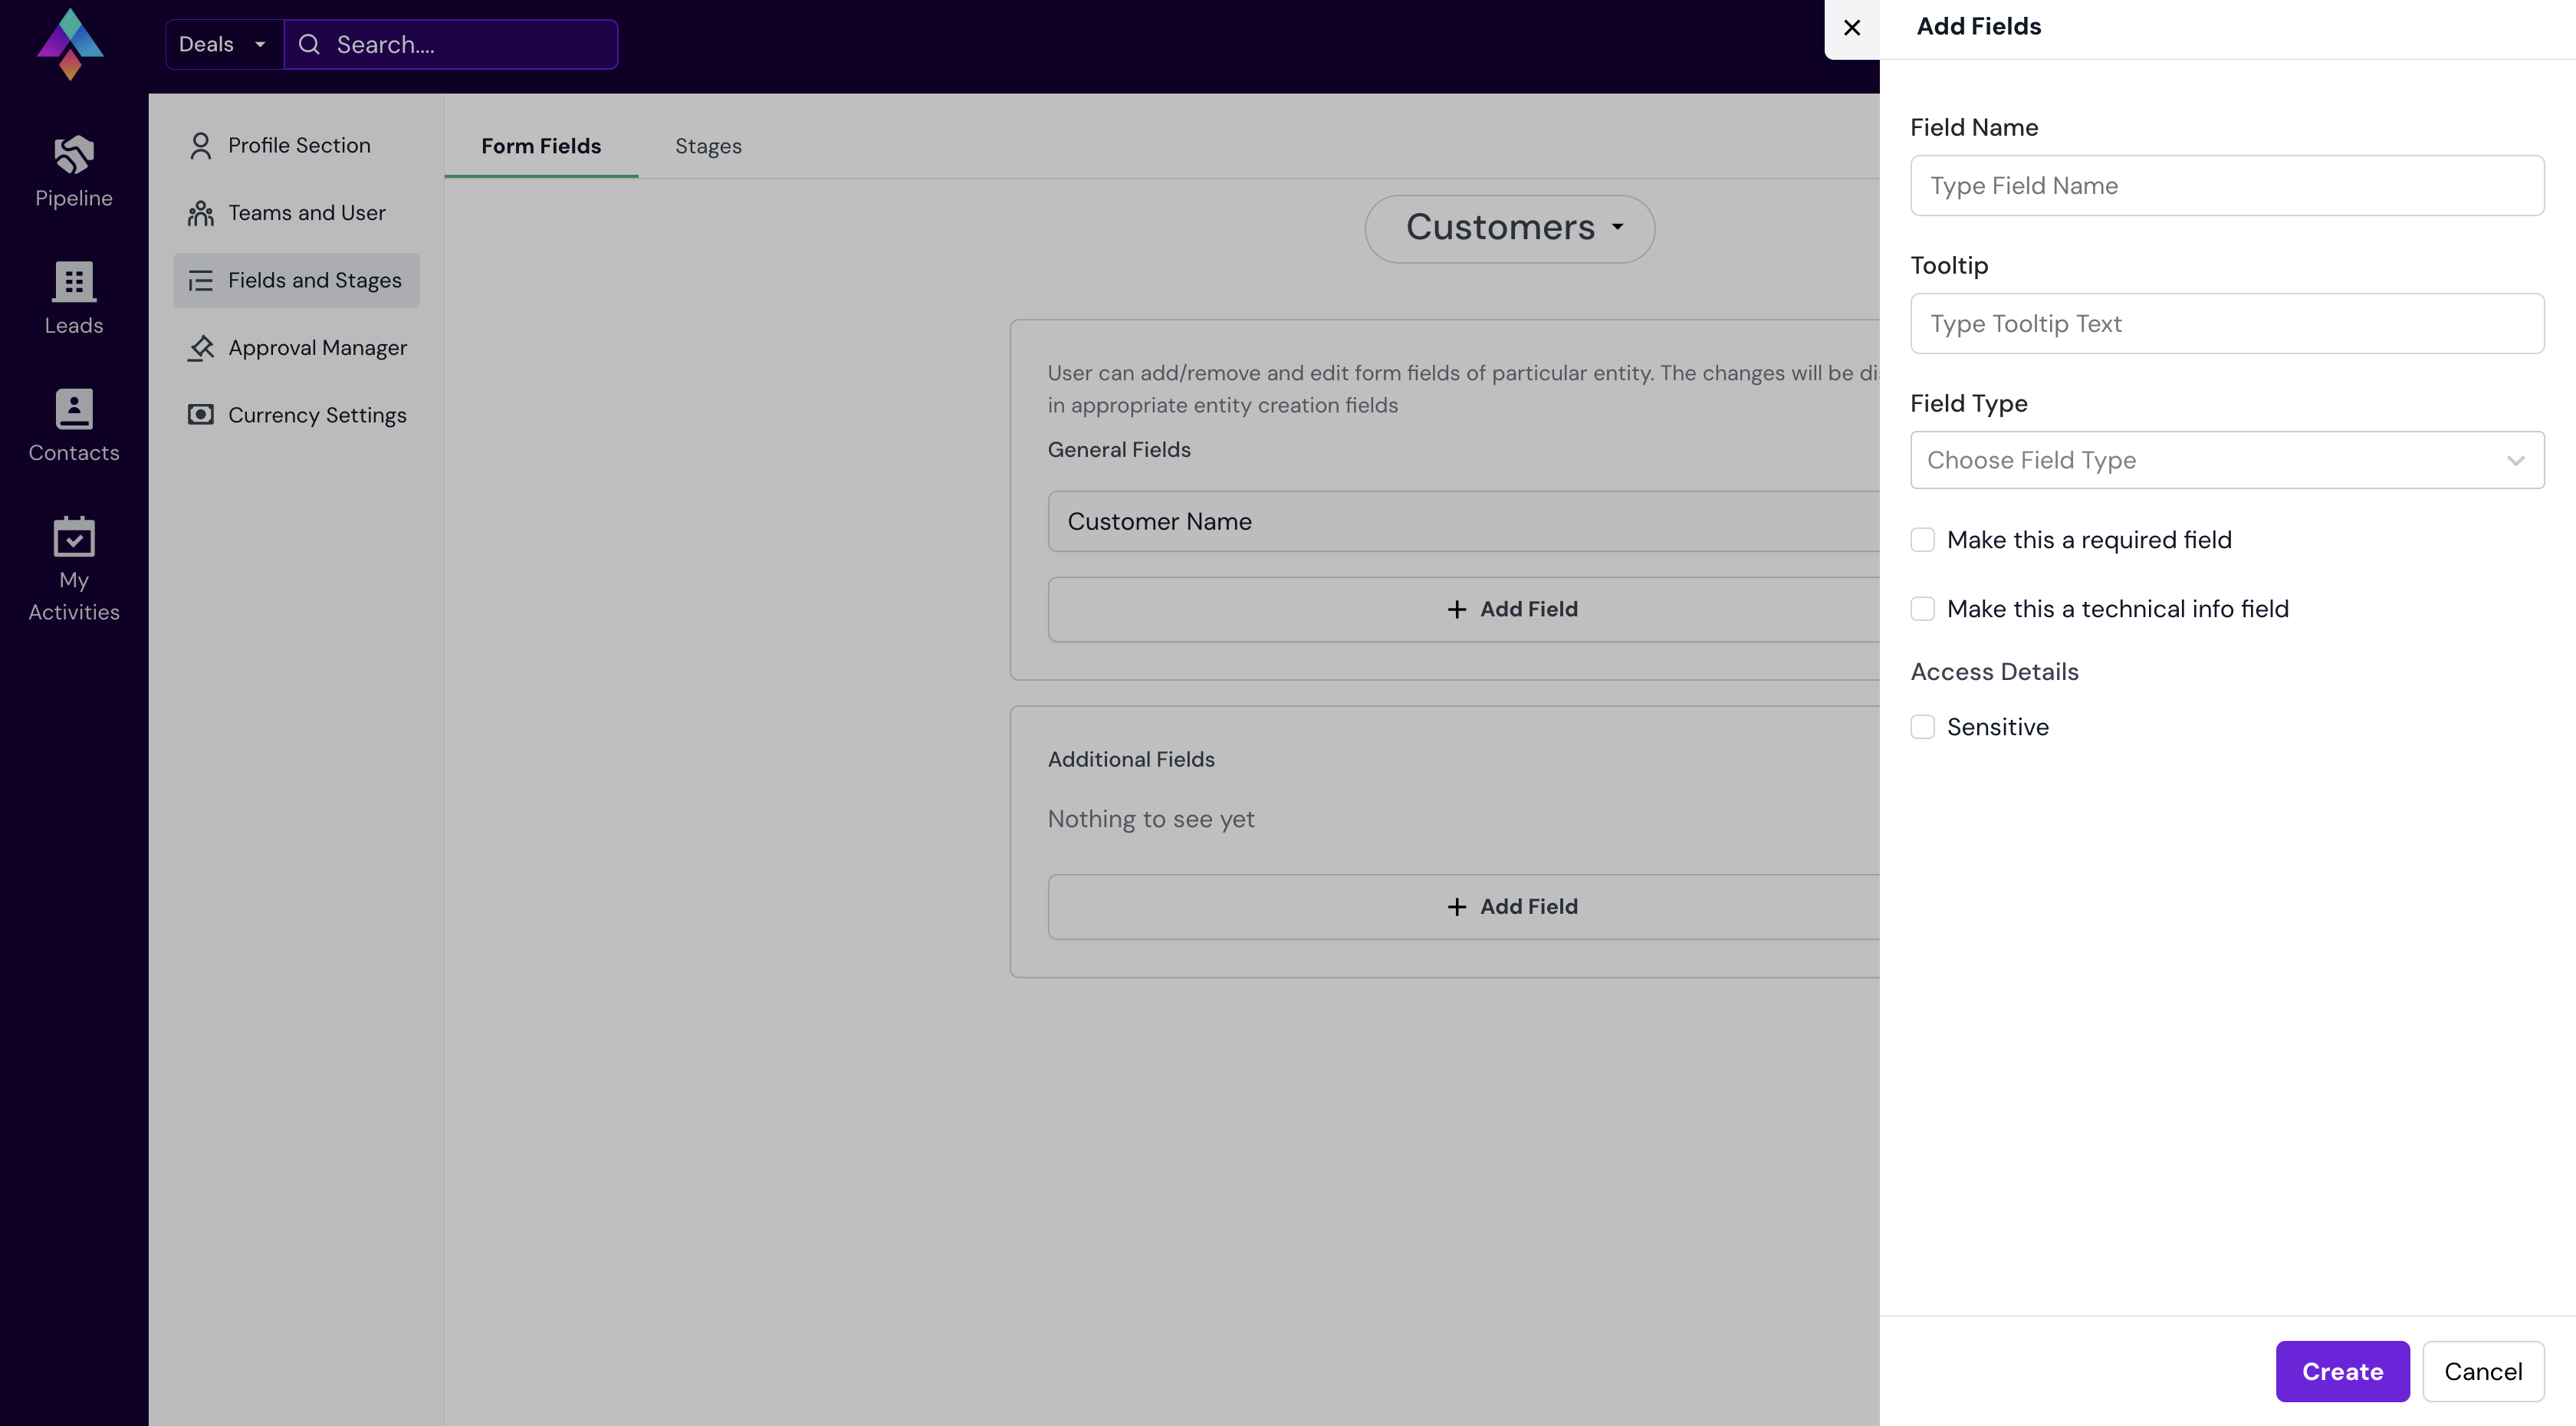 Deals
Search....
Add Fields
Pipeline
Leads
Contacts
My
Activities
Profile Section
Teams and User
Fields and Stages
Approval Manager
Currency Settings
Form Fields
Stages
Customers
User can add/remove and edit form fields of particular entity. The changes will be
in appropriate entity creation fields
General Fields
Customer Name
Add Field
Additional Fields
Nothing to see yet
Add Field
Field Name
Type Field Name
Tooltip
Type Tooltip Text
Field Type
Choose Field Type
Make this a required field
Make this a technical info field
Access Details
Sensitive
Create
Cancel